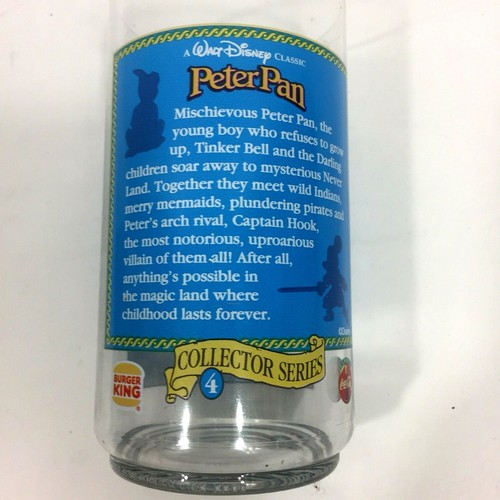 A WALT DISNEY CLASSIC
Peter Pan
Mischievous Peter Pan, the
young boy who refuses to grow
up, Tinker Bell and the Darling
children soar away to mysterious Never
Land. Together they meet wild Indians,
merry mermaids, plundering pirates and
Peter's arch rival, Captain Hook,
the most notorious, uproarious
villain of them all! After all,
anything's possible in
the magic land where
childhood lasts forever.
COLLECTOR SERIES
4
BURGER
KING